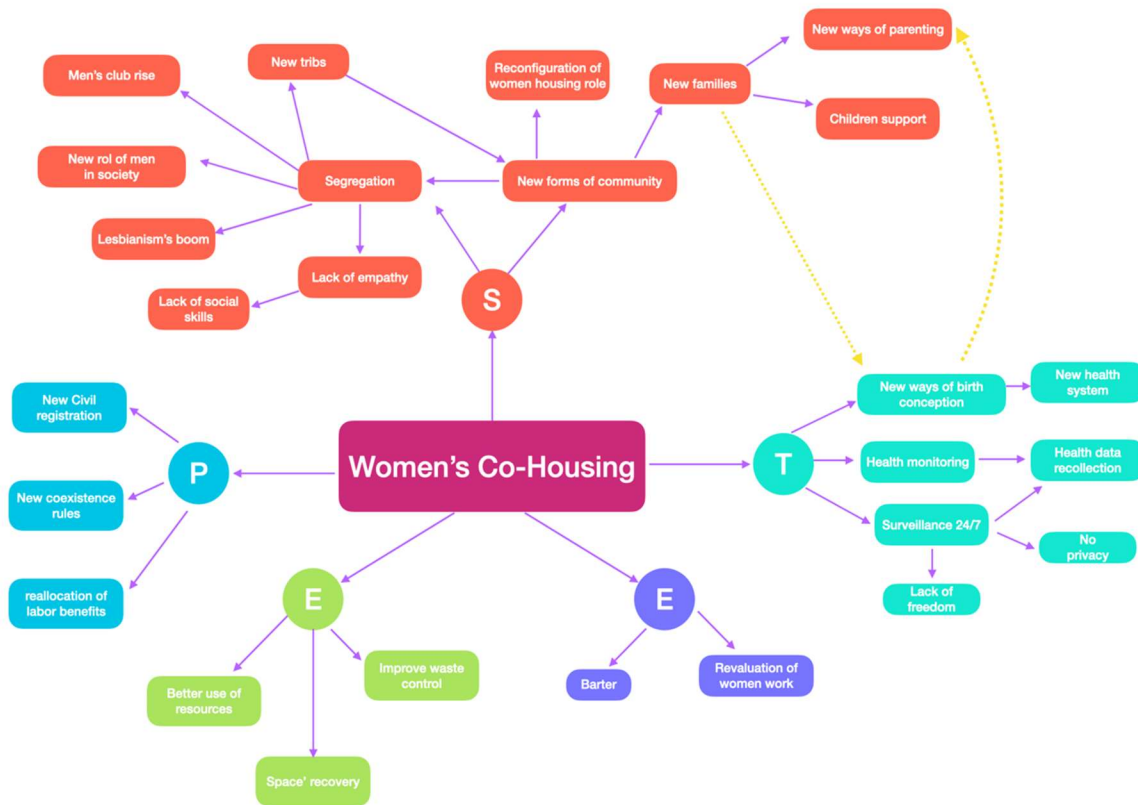 New ways of parenting
New tribs
Reconfiguration of
women housing role
Men's club rise
New families
Children support
New rol of men
in society
Segregation
New forms of community
Lesbianism's boom
Lack of empathy
S
Lack of social
skills
New ways of birth
conception
New health
system
New Civil
registration
Women's Co-Housing
T
Health monitoring
Health data
recollection
P
New coexistence
rules
Surveillance 24/7
No
privacy
reallocation of
labor benefits
E
E
Lack of
freedom
Improve waste
control
Better use of
resources
Barter
Revaluation of
women work
Space' recovery